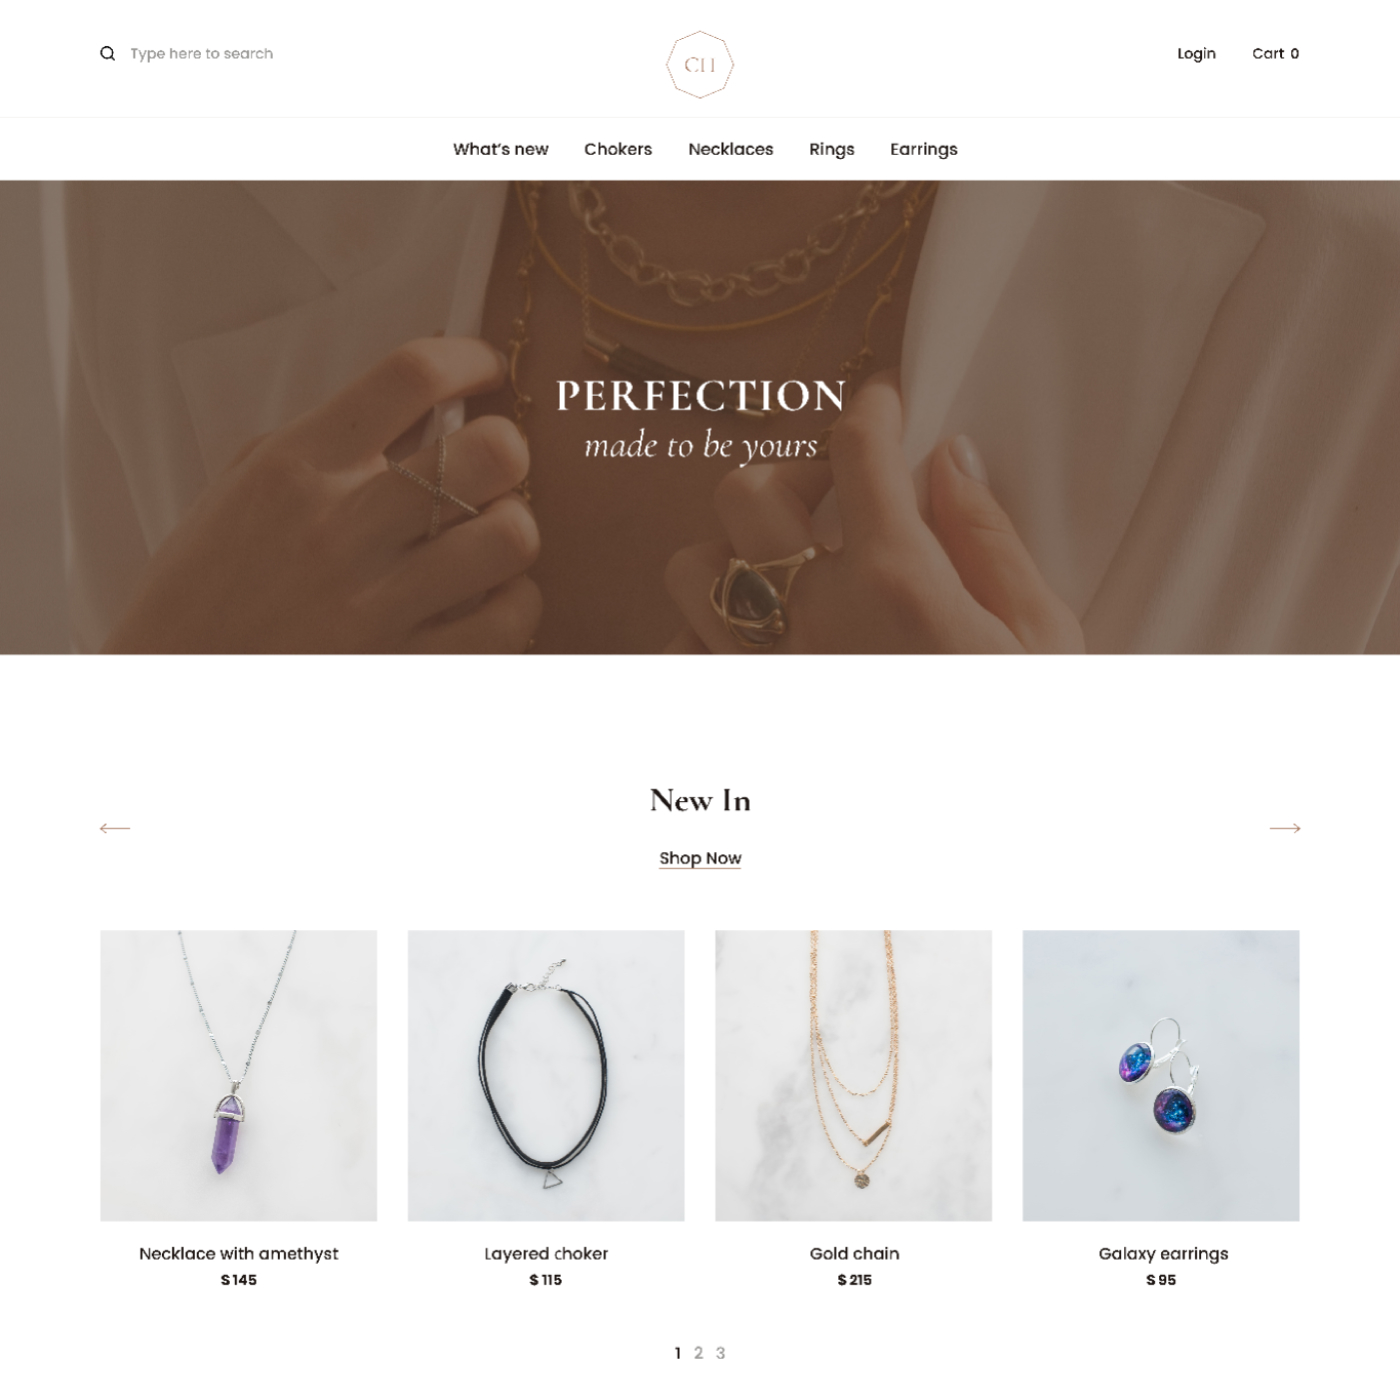 Type here to search
CH
Login
Cart 0
What's new
Chokers
Necklaces
Rings
Earrings
PERFECTION
made to be yours
New In
Shop Now
Necklace with amethyst
$ 145
Layered choker
$ 115
Gold chain
$ 215
Galaxy earrings
$ 95
1 2 3